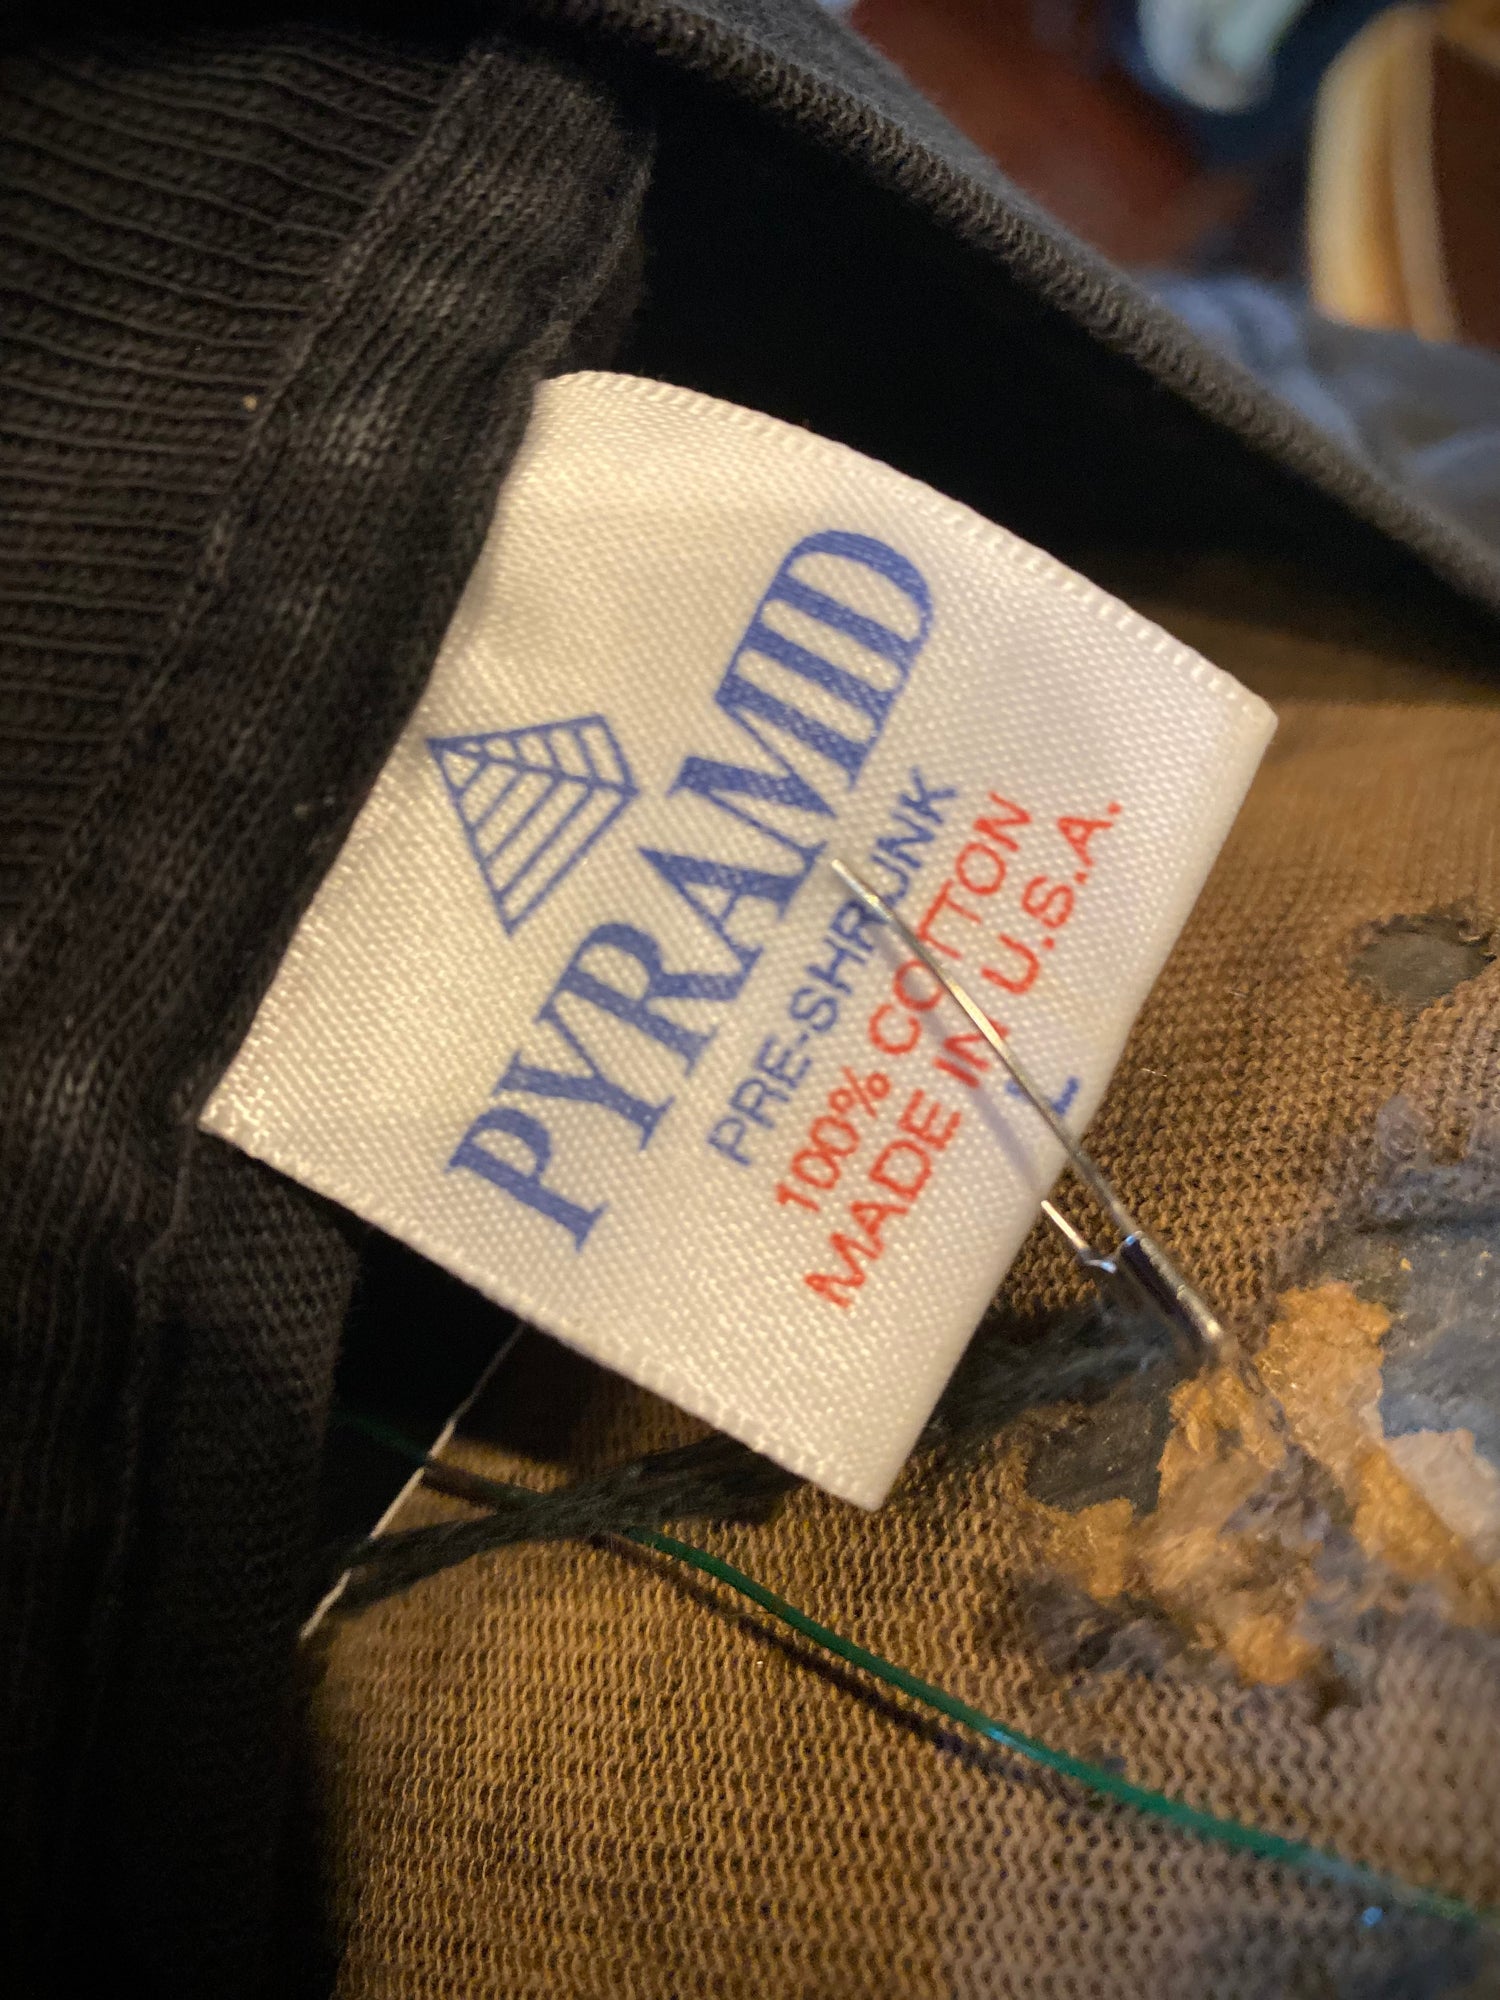 PYRAMID
PRE-SHRUNK
100% COTTON
MADE IN U.S.A.